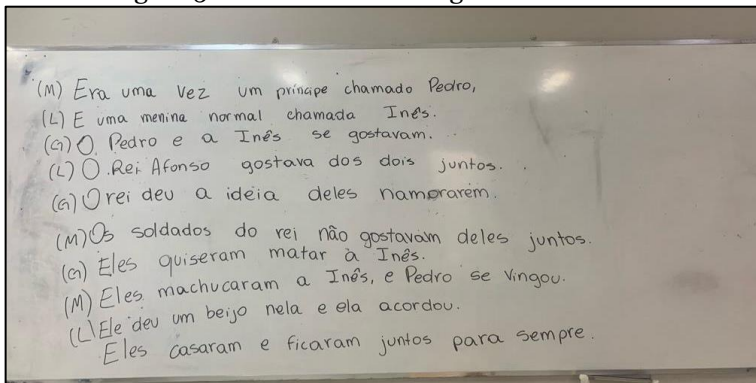 (M) Era uma vez um príncipe chamado Pedro,
(L) E uma menina normal chamada Inês.
(G) O. Pedro e a Inês se gostavam.
(L) O. Rei Afonso gostava dos dois juntos.
(G) O rei deu a ideia deles namorarem.
(M) Os soldados do rei não gostavam deles juntos.
(G) Eles quiseram matar a Inês.
(M) Eles machucaram a Inês, e Pedro se vingou.
(L) Ele deu um beijo nela e ela acordou.
Eles casaram e ficaram juntos para sempre.